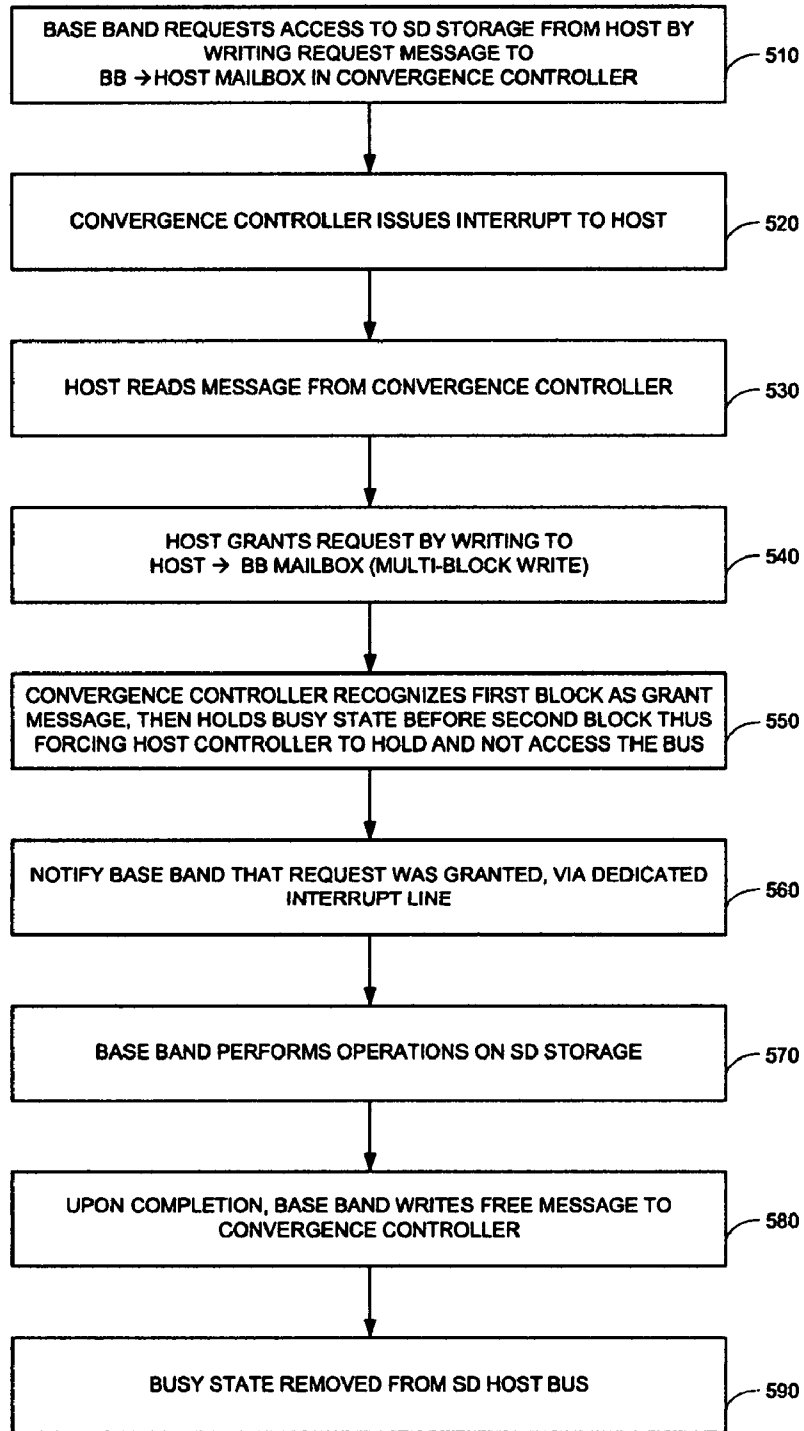 BASE BAND REQUESTS ACCESS TO SD STORAGE FROM HOST BY
WRITING REQUEST MESSAGE TO
BB → HOST MAILBOX IN CONVERGENCE CONTROLLER
510
CONVERGENCE CONTROLLER ISSUES INTERRUPT TO HOST
520
HOST READS MESSAGE FROM CONVERGENCE CONTROLLER
530
HOST GRANTS REQUEST BY WRITING TO
HOST → BB MAILBOX (MULTI-BLOCK WRITE)
540
CONVERGENCE CONTROLLER RECOGNIZES FIRST BLOCK AS GRANT
MESSAGE, THEN HOLDS BUSY STATE BEFORE SECOND BLOCK THUS
FORCING HOST CONTROLLER TO HOLD AND NOT ACCESS THE BUS
550
NOTIFY BASE BAND THAT REQUEST WAS GRANTED, VIA DEDICATED
INTERRUPT LINE
560
BASE BAND PERFORMS OPERATIONS ON SD STORAGE
570
UPON COMPLETION, BASE BAND WRITES FREE MESSAGE TO
CONVERGENCE CONTROLLER
580
BUSY STATE REMOVED FROM SD HOST BUS
590